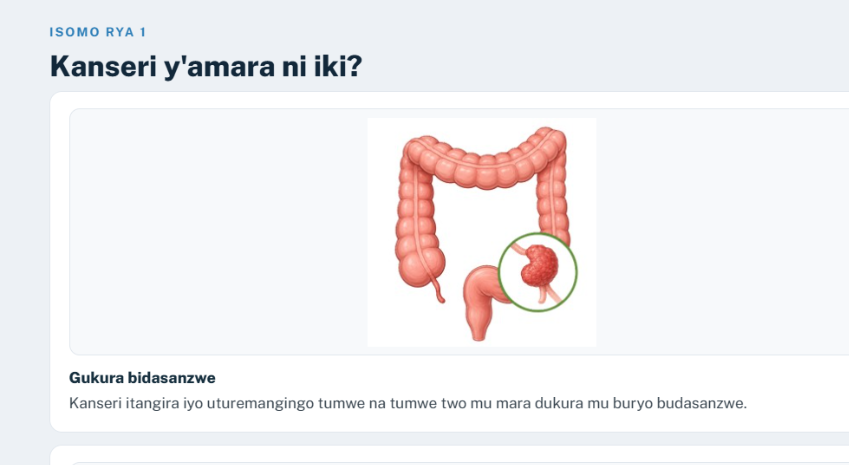 ISOMO RYA 1
Kanseri y'amara ni iki?
Gukura bidasanzwe
Kanseri itangira iyo uturemangingo tumwe na tumwe two mu mara dukura mu buryo budasanzwe.